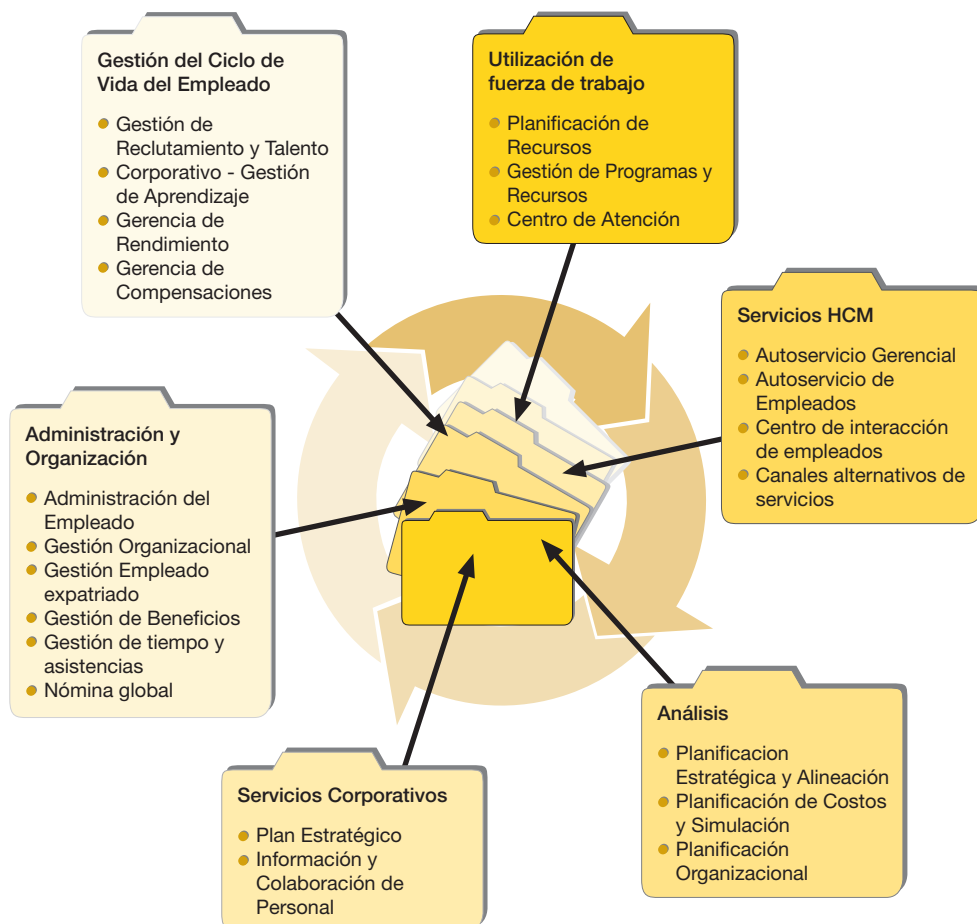 Gestión del Ciclo de
Vida del Empleado
Gestión de
Reclutamiento y Talento
Corporativo - Gestión
de Aprendizaje
Gerencia de
Rendimiento
Gerencia de
Compensaciones
Utilización de
fuerza de trabajo
Planificación de
Recursos
Gestión de Programas y
Recursos
Centro de Atención
Servicios HCM
Autoservicio Gerencial
Autoservicio de
Empleados
Centro de interacción
de empleados
Canales alternativos de
servicios
Administración y
Organización
Administración del
Empleado
Gestión Organizacional
Gestión Empleado
expatriado
Gestión de Beneficios
Gestión de tiempo y
asistencias
Nómina global
Análisis
Planificacion
Estratégica y Alineación
Planificación de Costos
y Simulación
Planificación
Organizacional
Servicios Corporativos
Plan Estratégico
Información y
Colaboración de
Personal